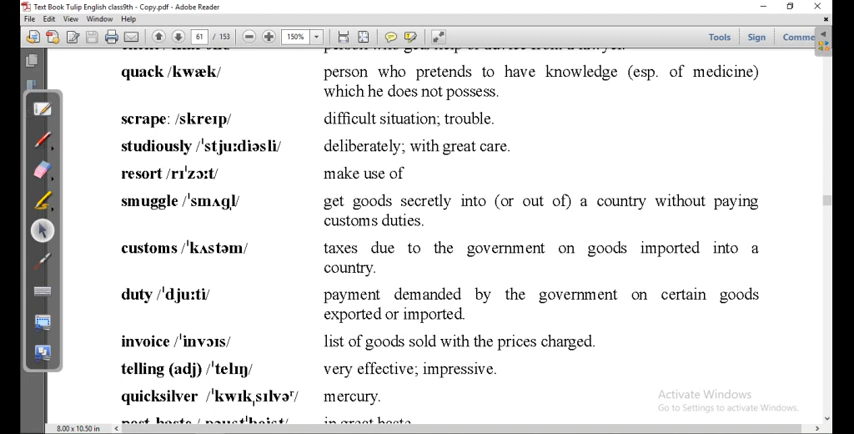 Text Book Tulip English class9th - Copy.pdf - Adobe Reader
File Edit View Window Help
61 / 153 150% Tools Sign Comme
person who
quack /kwæk/ person who pretends to have knowledge (esp. of medicine)
which he does not possess.
scrape: /skreɪp/ difficult situation; trouble.
studiously /ˈstjuːdiəsli/ deliberately; with great care.
resort /rɪˈzɔːt/ make use of
smuggle /ˈsmʌgl/ get goods secretly into (or out of) a country without paying
customs duties.
customs /ˈkʌstəm/ taxes due to the government on goods imported into a
country.
duty /ˈdjuːti/ payment demanded by the government on certain goods
exported or imported.
invoice /ˈinvɔɪs/ list of goods sold with the prices charged.
telling (adj) /ˈtelɪŋ/ very effective; impressive.
quicksilver /ˈkwɪkˌsɪlvəʳ/ mercury.
in great haste
Activate Windows
Go to Settings to activate Windows.
8.00 x 10.50 in